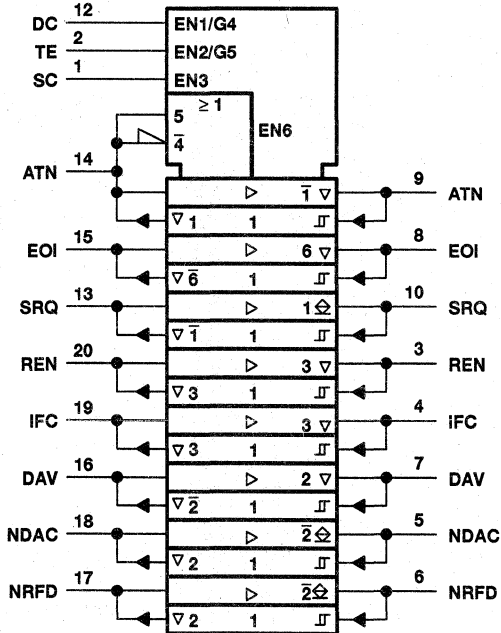 DC 12 EN1/G4
TE 2 EN2/G5
SC 1 EN3
≥1
5
EN6
4̅
ATN 14
▷ 1̅ ▽ 9 ATN
▽ 1 1
EOI 15 ▷ 6 ▽ 8 EOI
▽ 6̅ 1
SRQ 13 ▷ 1 10 SRQ
▽ 1̅ 1
REN 20 ▷ 3 ▽ 3 REN
▽ 3 1
IFC 19 ▷ 3 ▽ 4 iFC
▽ 3 1
DAV 16 ▷ 2 ▽ 7 DAV
▽ 2̅ 1
NDAC 18 ▷ 2̅ 5 NDAC
▽ 2 1
NRFD 17 ▷ 2̅ 6 NRFD
▽ 2 1